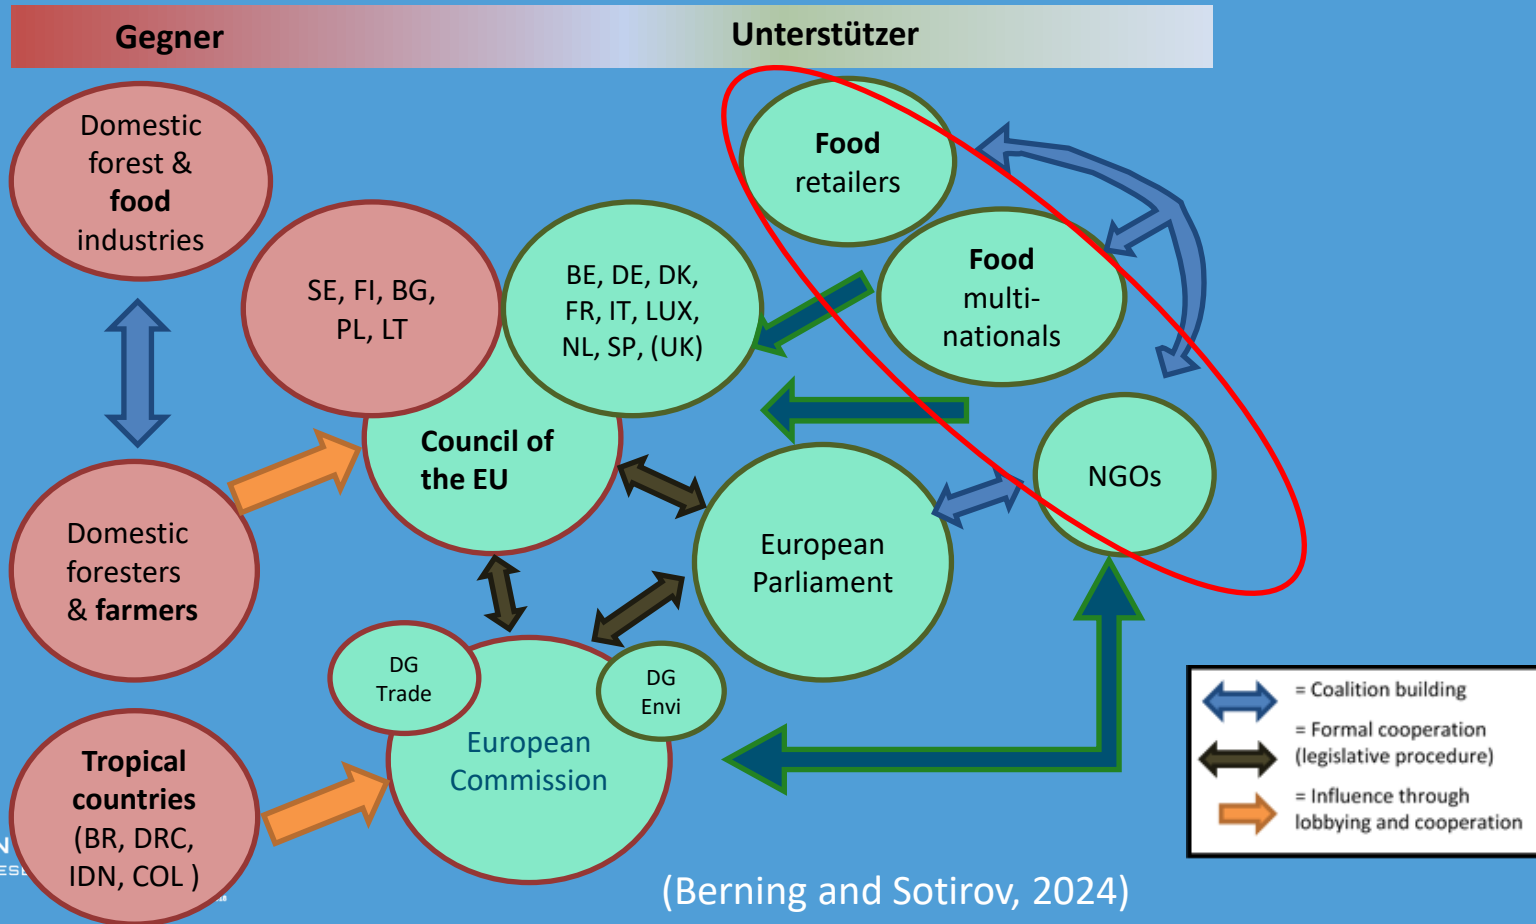 Gegner
Unterstützer
Domestic
forest &
food
industries
Food
retailers
SE, FI, BG,
PL, LT
BE, DE, DK,
FR, IT, LUX,
NL, SP, (UK)
Food
multi-
nationals
Council of
the EU
NGOs
Domestic
foresters
& farmers
European
Parliament
DG
Trade
DG
Envi
European
Commission
Tropical
countries
(BR, DRC,
IDN, COL )
= Coalition building
= Formal cooperation
(legislative procedure)
= Influence through
lobbying and cooperation
(Berning and Sotirov, 2024)